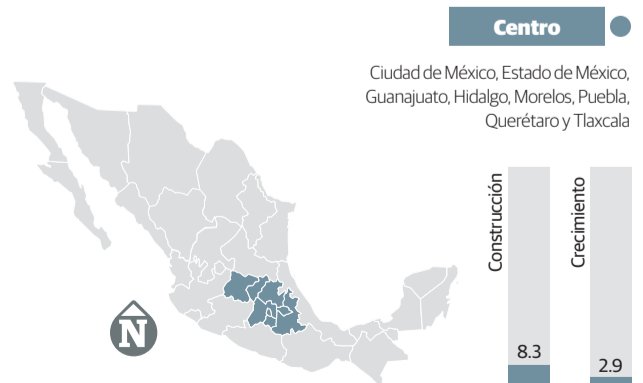 Centro
Ciudad de México, Estado de México,
Guanajuato, Hidalgo, Morelos, Puebla,
Querétaro y Tlaxcala
Construcción
8.3
Crecimiento
2.9
N